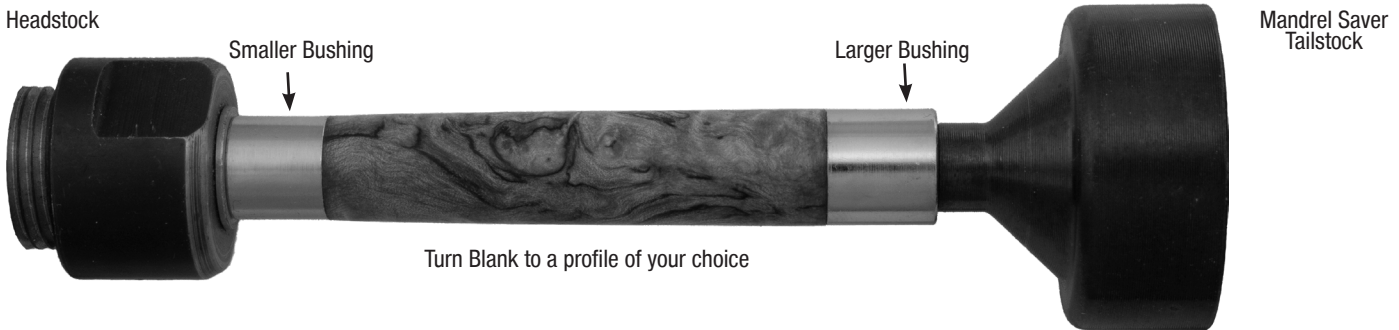 Headstock
Smaller Bushing
Larger Bushing
Mandrel Saver
Tailstock
Turn Blank to a profile of your choice